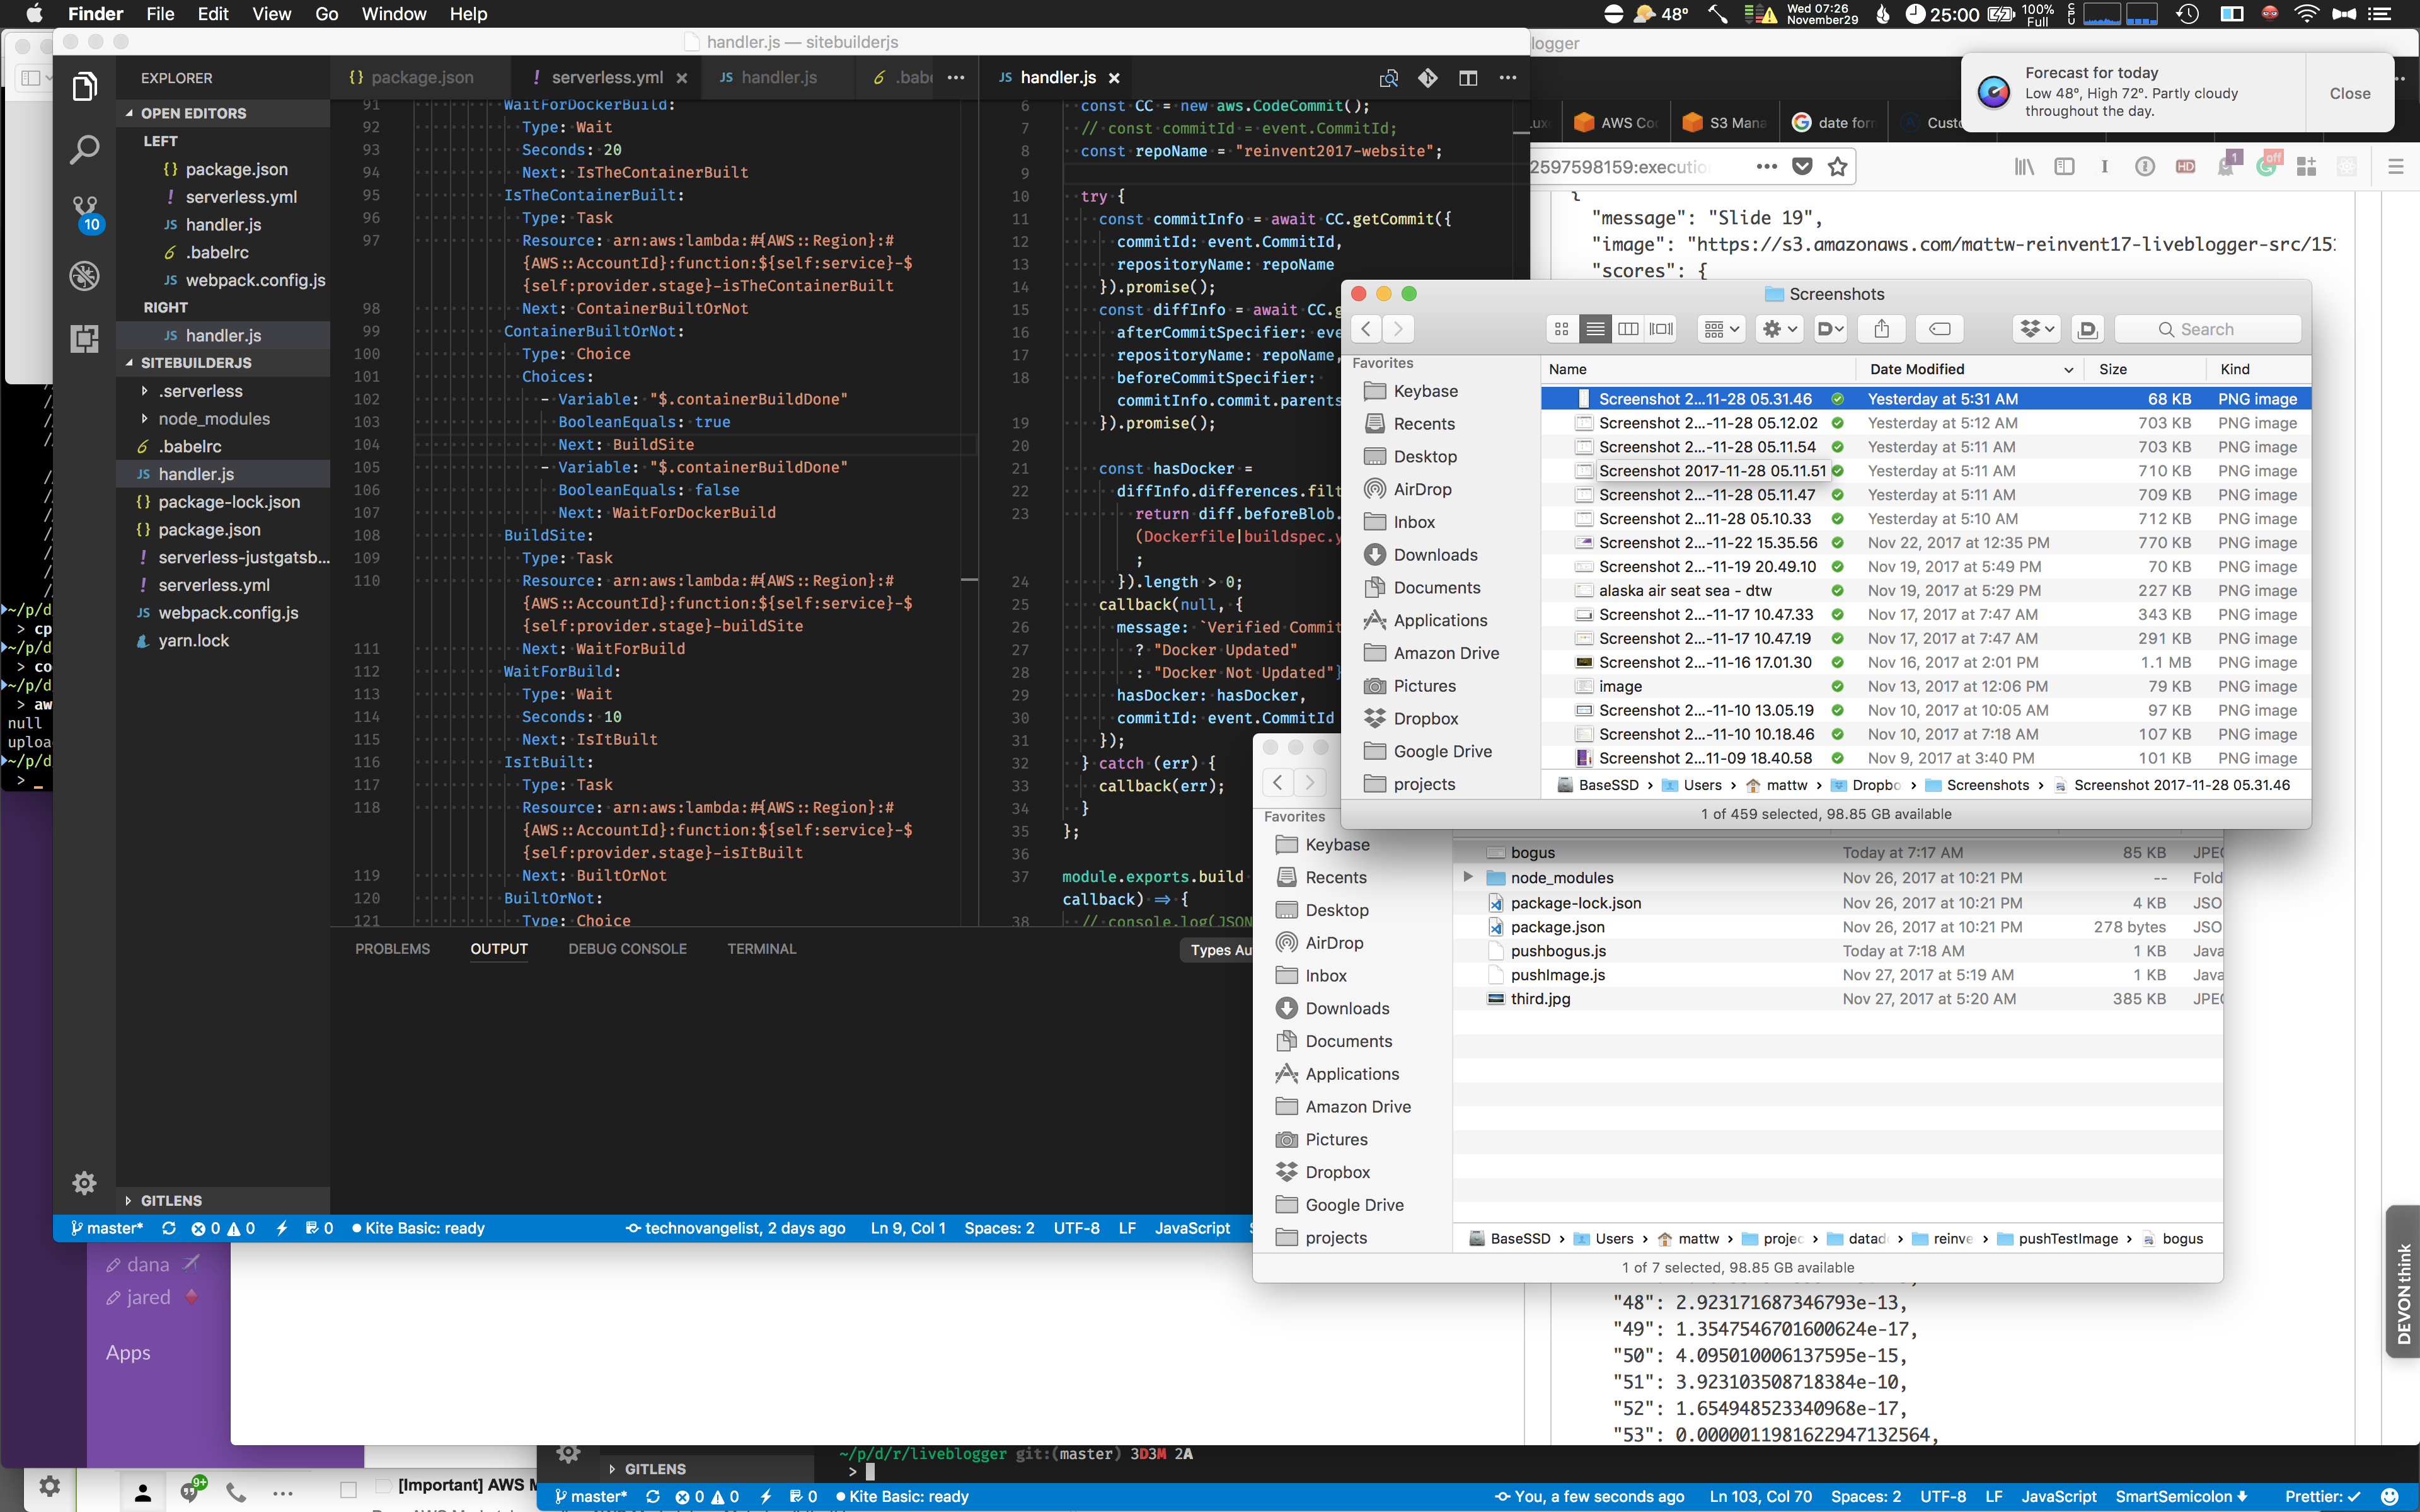 Finder File Edit View Go Window Help
48° Wed 07:26 November29 25:00 100% Full CPU
handler.js — sitebuilderjs
EXPLORER
OPEN EDITORS
LEFT
package.json
serverless.yml
handler.js
.babelrc
webpack.config.js
RIGHT
handler.js
SITEBUILDERJS
.serverless
node_modules
.babelrc
handler.js
package-lock.json
package.json
serverless-justgatsb...
serverless.yml
webpack.config.js
yarn.lock
GITLENS
10
{} package.json ! serverless.yml JS handler.js JS handler.js
91 WaitForDockerBuild:
92 Type: Wait
93 Seconds: 20
94 Next: IsTheContainerBuilt
95 IsTheContainerBuilt:
96 Type: Task
97 Resource: arn:aws:lambda:#{AWS::Region}:#
{AWS::AccountId}:function:${self:service}-$
{self:provider.stage}-isTheContainerBuilt
98 Next: ContainerBuiltOrNot
99 ContainerBuiltOrNot:
100 Type: Choice
101 Choices:
102 - Variable: "$.containerBuildDone"
103 BooleanEquals: true
104 Next: BuildSite
105 - Variable: "$.containerBuildDone"
106 BooleanEquals: false
107 Next: WaitForDockerBuild
108 BuildSite:
109 Type: Task
110 Resource: arn:aws:lambda:#{AWS::Region}:#
{AWS::AccountId}:function:${self:service}-$
{self:provider.stage}-buildSite
111 Next: WaitForBuild
112 WaitForBuild:
113 Type: Wait
114 Seconds: 10
115 Next: IsItBuilt
116 IsItBuilt:
117 Type: Task
118 Resource: arn:aws:lambda:#{AWS::Region}:#
{AWS::AccountId}:function:${self:service}-$
{self:provider.stage}-isItBuilt
119 Next: BuiltOrNot
120 BuiltOrNot:
121 Type: Choice
6 const CC = new aws.CodeCommit();
7 // const commitId = event.CommitId;
8 const repoName = "reinvent2017-website";
9
10 try {
11 const commitInfo = await CC.getCommit({
12 commitId: event.CommitId,
13 repositoryName: repoName
14 }).promise();
15 const diffInfo = await CC.g
16 afterCommitSpecifier: eve
17 repositoryName: repoName,
18 beforeCommitSpecifier:
commitInfo.commit.parents
19 }).promise();
20
21 const hasDocker =
22 diffInfo.differences.filt
23 return diff.beforeBlob.
(Dockerfile|buildspec.y
;
24 }).length > 0;
25 callback(null, {
26 message: `Verified Commit
27 ? "Docker Updated"
28 : "Docker Not Updated"}
29 hasDocker: hasDocker,
30 commitId: event.CommitId
31 });
32 } catch (err) {
33 callback(err);
34 }
35 };
36
37 module.exports.build
callback) => {
38 // console.log(JSON
PROBLEMS OUTPUT DEBUG CONSOLE TERMINAL Types Au
master* 0 0 0 Kite Basic: ready technovangelist, 2 days ago Ln 9, Col 1 Spaces: 2 UTF-8 LF JavaScript
~/p/d
> cp
~/p/d
> co
~/p/d
> aw
null
uploa
~/p/d
>
logger
AWS Co S3 Mana date for Custo
2597598159:executio
HD 1 off
Forecast for today
Low 48°, High 72°. Partly cloudy
throughout the day.
Close
{
"message": "Slide 19",
"image": "https://s3.amazonaws.com/mattw-reinvent17-liveblogger-src/15
"scores": {
Screenshots
Search
Favorites
Keybase
Recents
Desktop
AirDrop
Inbox
Downloads
Documents
Applications
Amazon Drive
Pictures
Dropbox
Google Drive
projects
Name Date Modified Size Kind
Screenshot 2...11-28 05.31.46 Yesterday at 5:31 AM 68 KB PNG image
Screenshot 2...-11-28 05.12.02 Yesterday at 5:12 AM 703 KB PNG image
Screenshot 2...-11-28 05.11.54 Yesterday at 5:11 AM 703 KB PNG image
Screenshot 2017-11-28 05.11.51 Yesterday at 5:11 AM 710 KB PNG image
Screenshot 2...-11-28 05.11.47 Yesterday at 5:11 AM 709 KB PNG image
Screenshot 2...-11-28 05.10.33 Yesterday at 5:10 AM 712 KB PNG image
Screenshot 2...-11-22 15.35.56 Nov 22, 2017 at 12:35 PM 770 KB PNG image
Screenshot 2...-11-19 20.49.10 Nov 19, 2017 at 5:49 PM 70 KB PNG image
alaska air seat sea - dtw Nov 19, 2017 at 5:29 PM 227 KB PNG image
Screenshot 2...-11-17 10.47.33 Nov 17, 2017 at 7:47 AM 343 KB PNG image
Screenshot 2...-11-17 10.47.19 Nov 17, 2017 at 7:47 AM 291 KB PNG image
Screenshot 2...-11-16 17.01.30 Nov 16, 2017 at 2:01 PM 1.1 MB PNG image
image Nov 13, 2017 at 12:06 PM 79 KB PNG image
Screenshot 2...-11-10 13.05.19 Nov 10, 2017 at 10:05 AM 97 KB PNG image
Screenshot 2...-11-10 10.18.46 Nov 10, 2017 at 7:18 AM 107 KB PNG image
Screenshot 2...-11-09 18.40.58 Nov 9, 2017 at 3:40 PM 101 KB PNG image
BaseSSD › Users › mattw › Dropbo › Screenshots › Screenshot 2017-11-28 05.31.46
1 of 459 selected, 98.85 GB available
Favorites
Keybase
Recents
Desktop
AirDrop
Inbox
Downloads
Documents
Applications
Amazon Drive
Pictures
Dropbox
Google Drive
projects
bogus Today at 7:17 AM 85 KB JPE
node_modules Nov 26, 2017 at 10:21 PM -- Fold
package-lock.json Nov 26, 2017 at 10:21 PM 4 KB JSO
package.json Nov 26, 2017 at 10:21 PM 278 bytes JSO
pushbogus.js Today at 7:18 AM 1 KB Java
pushImage.js Nov 27, 2017 at 5:19 AM 1 KB Java
third.jpg Nov 27, 2017 at 5:20 AM 385 KB JPE
BaseSSD › Users › mattw › projec › datad › reinve › pushTestImage › bogus
1 of 7 selected, 98.85 GB available
"48": 2.923171687346793e-13,
"49": 1.3547546701600624e-17,
"50": 4.095010006137595e-15,
"51": 3.923103508718384e-10,
"52": 1.654948523340968e-17,
"53": 0.0000011981622947132564,
DEVONthink
dana
jared
Apps
9+
[Important] AWS M
GITLENS
~/p/d/r/liveblogger git:(master) 3D3M 2A
>
master* 0 0 0 Kite Basic: ready You, a few seconds ago Ln 103, Col 70 Spaces: 2 UTF-8 LF JavaScript SmartSemicolon Prettier: ✓